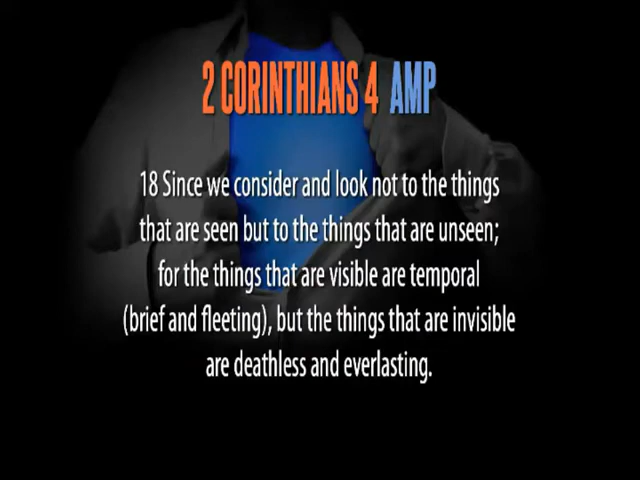 2 CORINTHIANS 4 AMP
18 Since we consider and look not to the things
that are seen but to the things that are unseen;
for the things that are visible are temporal
(brief and fleeting), but the things that are invisible
are deathless and everlasting.